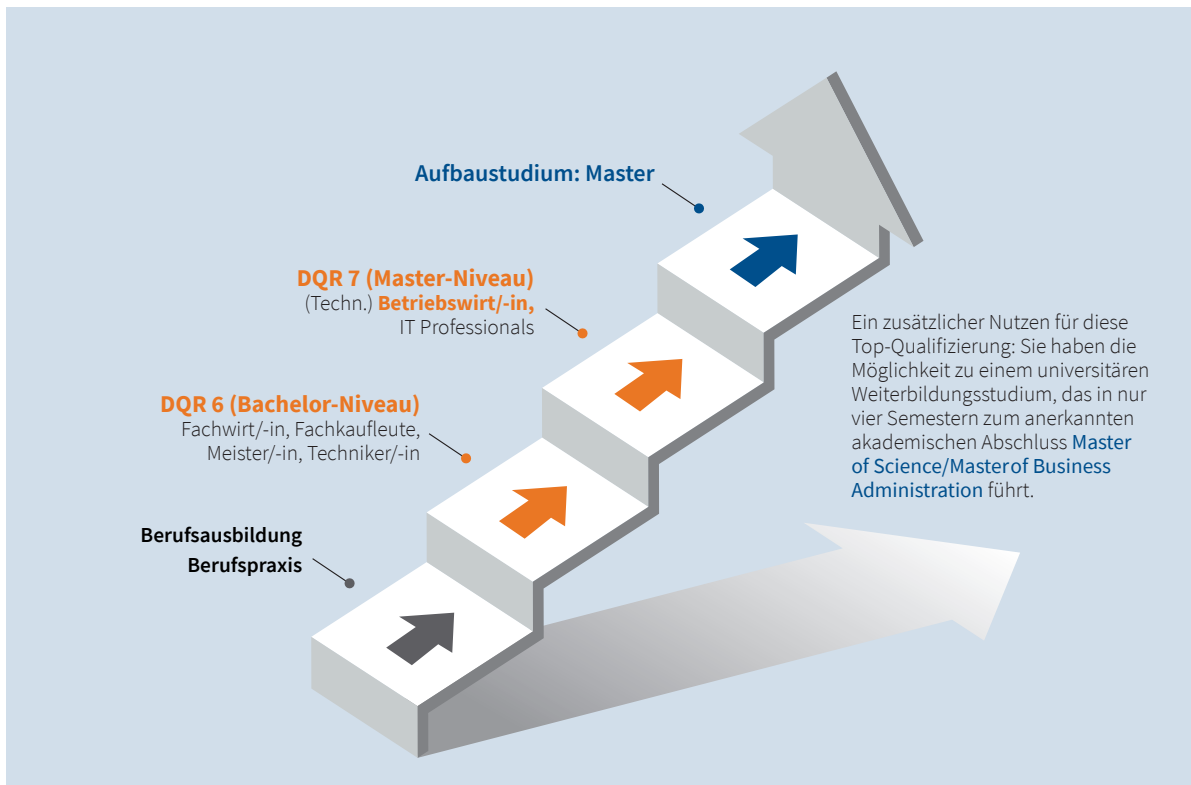 Aufbaustudium: Master
DQR 7 (Master-Niveau)
(Techn.) Betriebswirt/-in,
IT Professionals
DQR 6 (Bachelor-Niveau)
Fachwirt/-in, Fachkaufleute,
Meister/-in, Techniker/-in
Berufsausbildung
Berufspraxis
Ein zusätzlicher Nutzen für diese
Top-Qualifizierung: Sie haben die
Möglichkeit zu einem universitären
Weiterbildungsstudium, das in nur
vier Semestern zum anerkannten
akademischen Abschluss Master
of Science/Masterof Business
Administration führt.